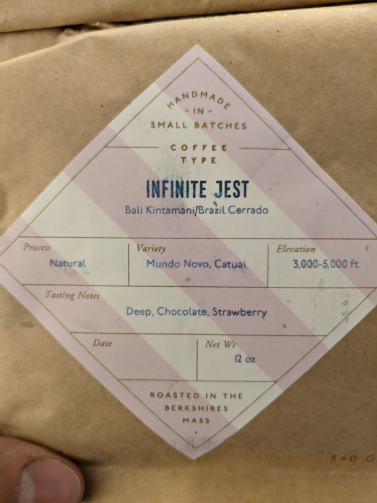 HANDMADE
- IN -
SMALL BATCHES
COFFEE
TYPE
INFINITE JEST
Bali Kintamani/Brazil Cerrado
Process
Natural
Variety
Mundo Novo, Catuai
Elevation
3,000-5,000 ft
Tasting Notes
Deep, Chocolate, Strawberry
Date
Net Wt
12 oz
ROASTED IN THE
BERKSHIRES
MASS
340 G